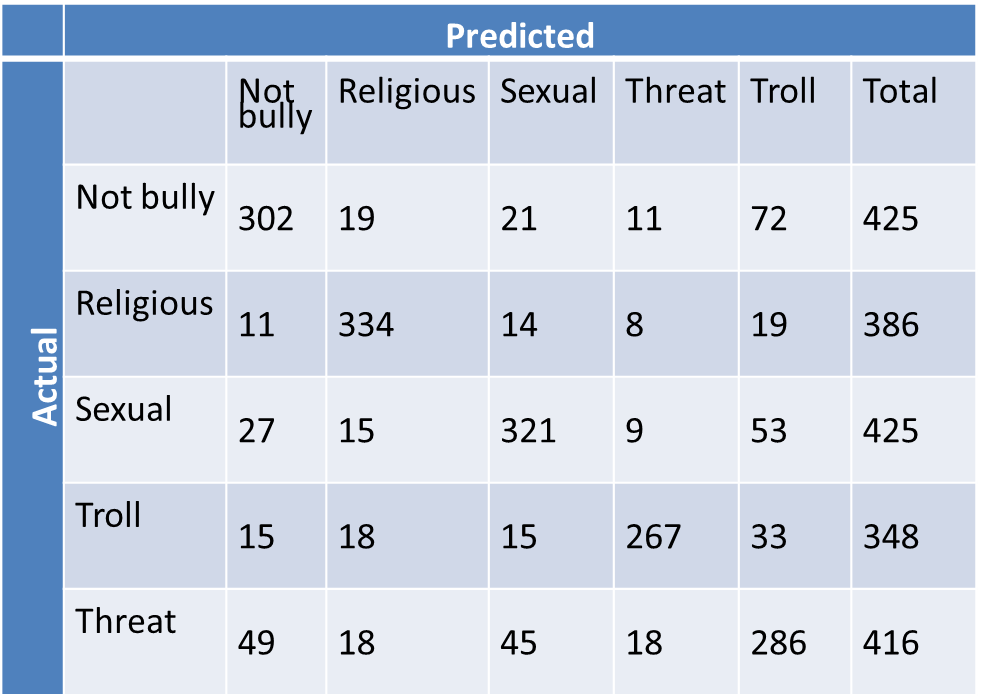 Predicted
Actual
Not
bully
Religious Sexual Threat Troll Total
Not bully 302 19 21 11 72 425
Religious 11 334 14 8 19 386
Sexual 27 15 321 9 53 425
Troll 15 18 15 267 33 348
Threat 49 18 45 18 286 416